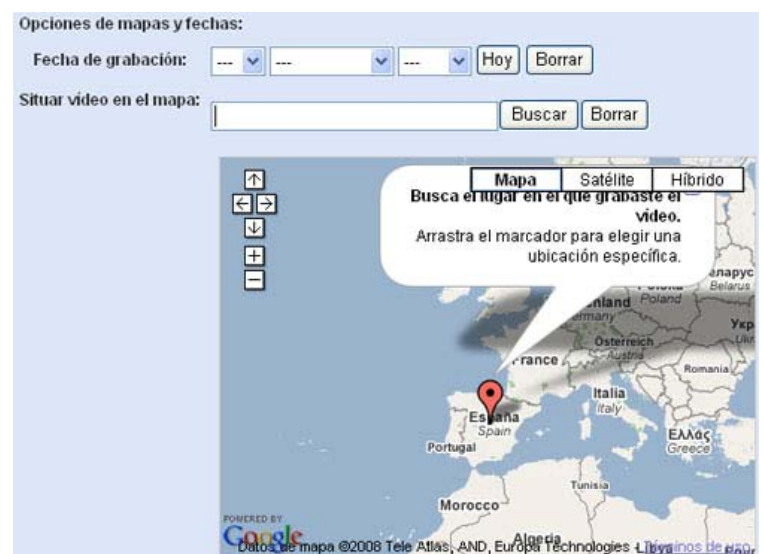 Opciones de mapas y fechas:
Fecha de grabación: --- --- --- Hoy Borrar
Situar vídeo en el mapa:
Buscar Borrar
Mapa Satélite Híbrido
Busca el lugar en el que grabaste el
vídeo.
Arrastra el marcador para elegir una
ubicación específica.
Belarus
Poland
Österreich
Austria
France
Romania
Italia
Italy
España
Spain
Ελλάς
Greece
Portugal
Tunisia
Morocco
Algeria
POWERED BY
Google
Datos de mapa ©2008 Tele Atlas, AND, Europa Technologies - Términos de uso